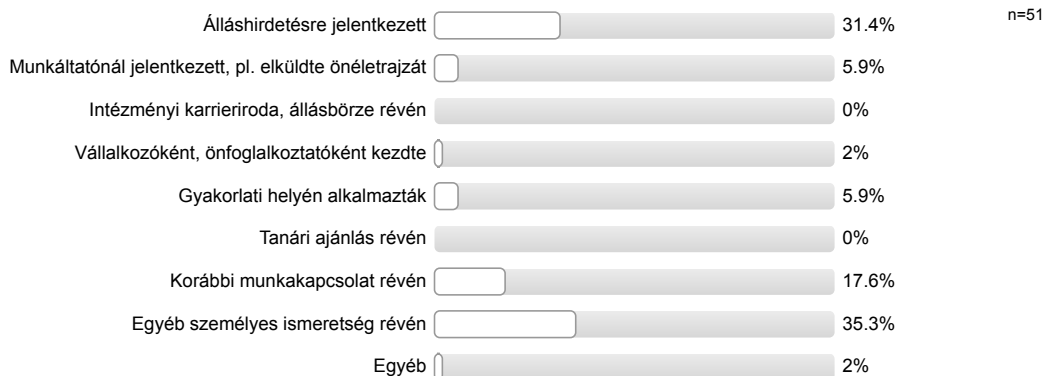 n=51
Álláshirdetésre jelentkezett 31.4%
Munkáltatónál jelentkezett, pl. elküldte önéletrajzát 5.9%
Intézményi karrieriroda, állásbörze révén 0%
Vállalkozóként, önfoglalkoztatóként kezdte 2%
Gyakorlati helyén alkalmazták 5.9%
Tanári ajánlás révén 0%
Korábbi munkakapcsolat révén 17.6%
Egyéb személyes ismeretség révén 35.3%
Egyéb 2%